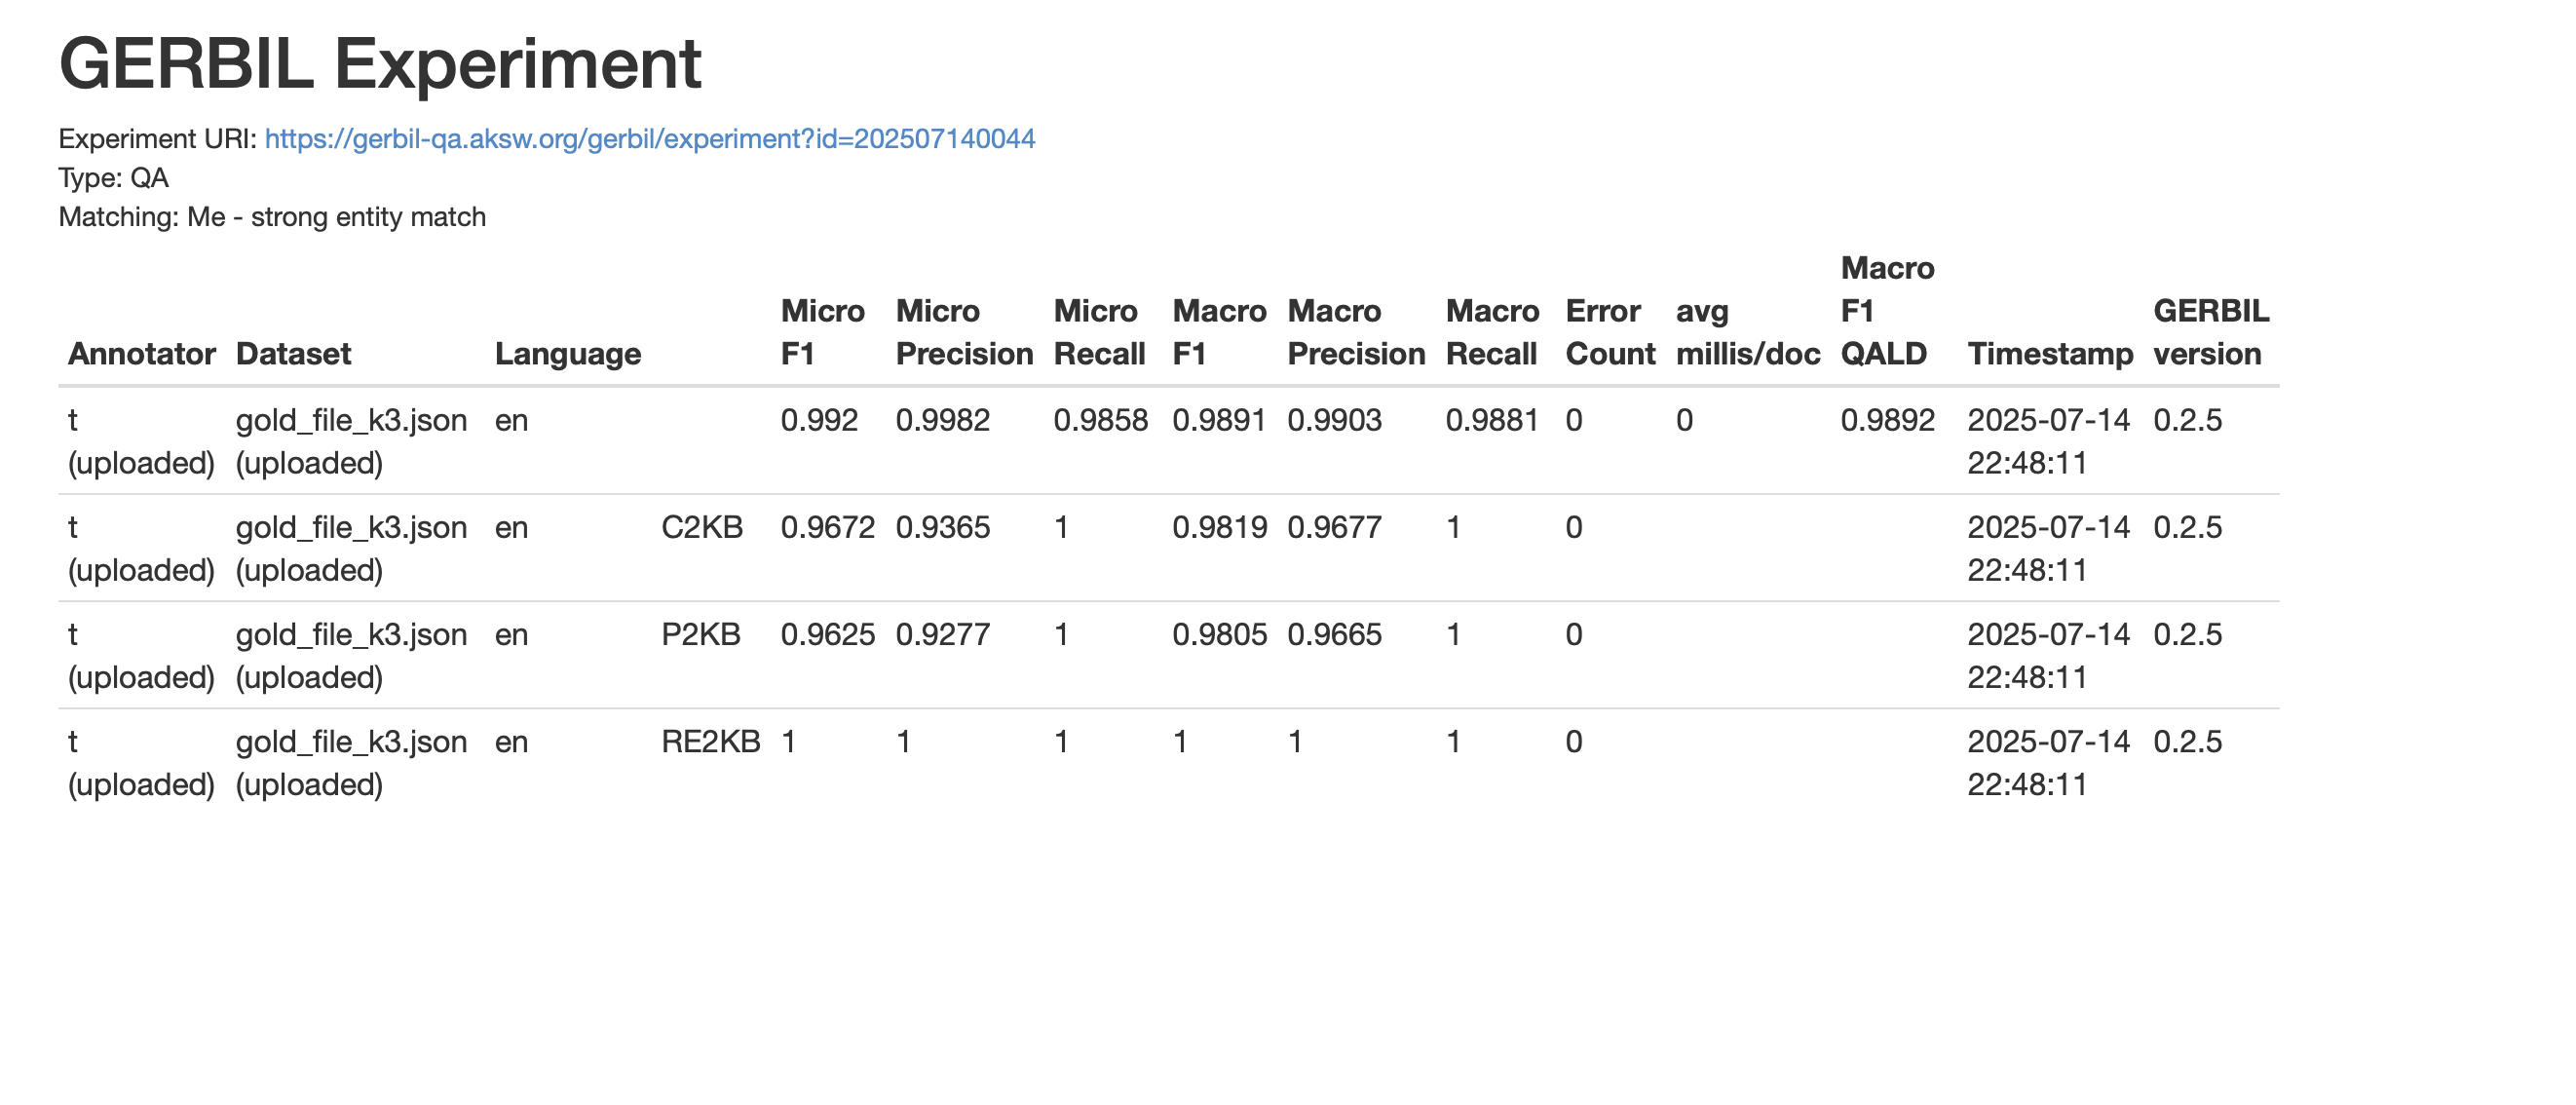 GERBIL Experiment
Experiment URI: https://gerbil-qa.aksw.org/gerbil/experiment?id=202507140044
Type: QA
Matching: Me - strong entity match
Annotator Dataset Language Micro F1 Micro Precision Micro Recall Macro F1 Macro Precision Macro Recall Error Count avg millis/doc Macro F1 QALD Timestamp GERBIL version
t gold_file_k3.json en 0.992 0.9982 0.9858 0.9891 0.9903 0.9881 0 0 0.9892 2025-07-14 0.2.5
(uploaded) (uploaded) 22:48:11
t gold_file_k3.json en C2KB 0.9672 0.9365 1 0.9819 0.9677 1 0 2025-07-14 0.2.5
(uploaded) (uploaded) 22:48:11
t gold_file_k3.json en P2KB 0.9625 0.9277 1 0.9805 0.9665 1 0 2025-07-14 0.2.5
(uploaded) (uploaded) 22:48:11
t gold_file_k3.json en RE2KB 1 1 1 1 1 1 0 2025-07-14 0.2.5
(uploaded) (uploaded) 22:48:11